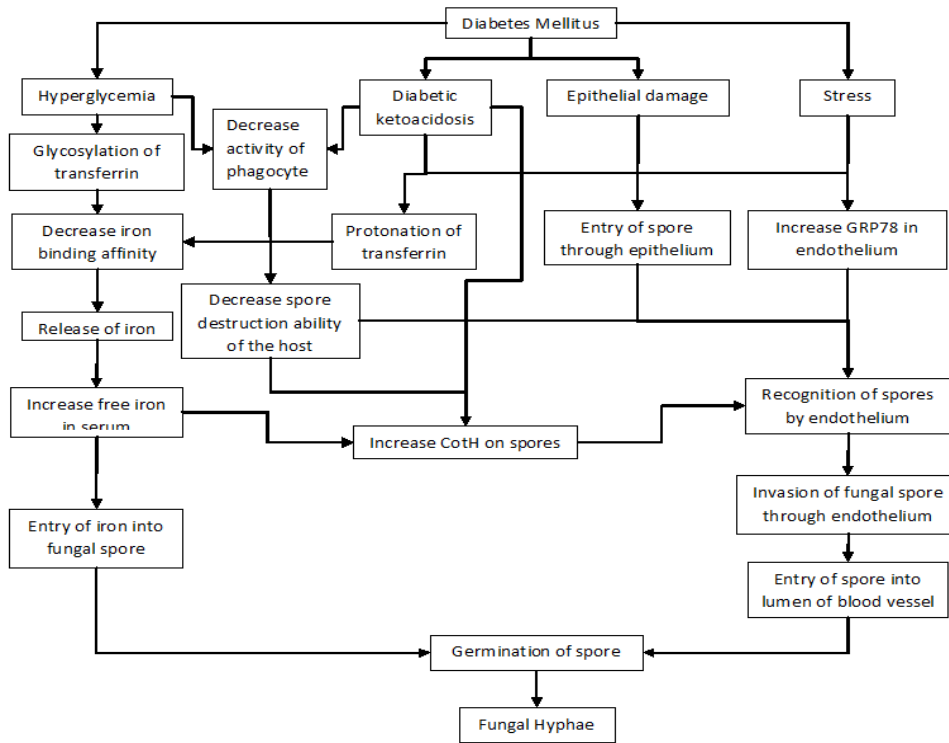 Diabetes Mellitus
Hyperglycemia
Diabetic
ketoacidosis
Epithelial damage
Stress
Decrease
activity of
phagocyte
Glycosylation of
transferrin
Decrease iron
binding affinity
Protonation of
transferrin
Entry of spore
through epithelium
Increase GRP78 in
endothelium
Release of iron
Decrease spore
destruction ability
of the host
Increase free iron
in serum
Increase CotH on spores
Recognition of spores
by endothelium
Entry of iron into
fungal spore
Invasion of fungal spore
through endothelium
Entry of spore into
lumen of blood vessel
Germination of spore
Fungal Hyphae